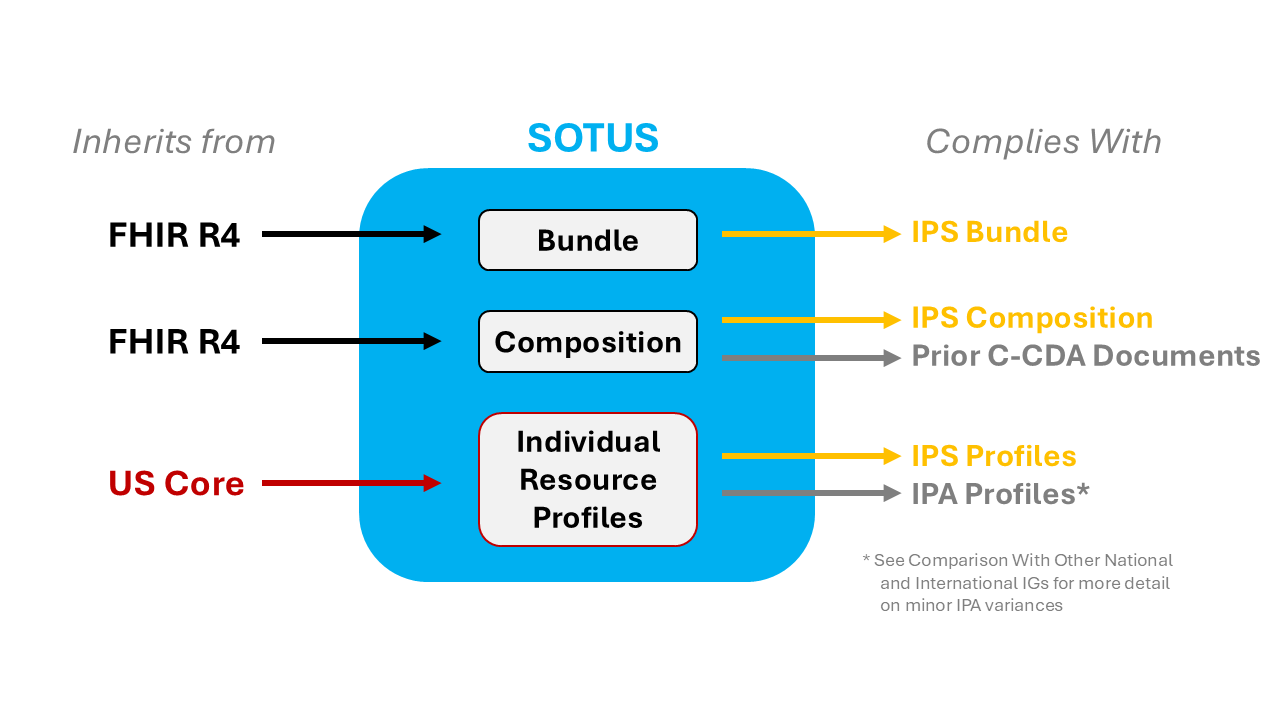 Inherits from
SOTUS
Complies With
FHIR R4
Bundle
IPS Bundle
FHIR R4
Composition
IPS Composition
Prior C-CDA Documents
US Core
Individual
Resource
Profiles
IPS Profiles
IPA Profiles*
* See Comparison With Other National
and International IGs for more detail
on minor IPA variances